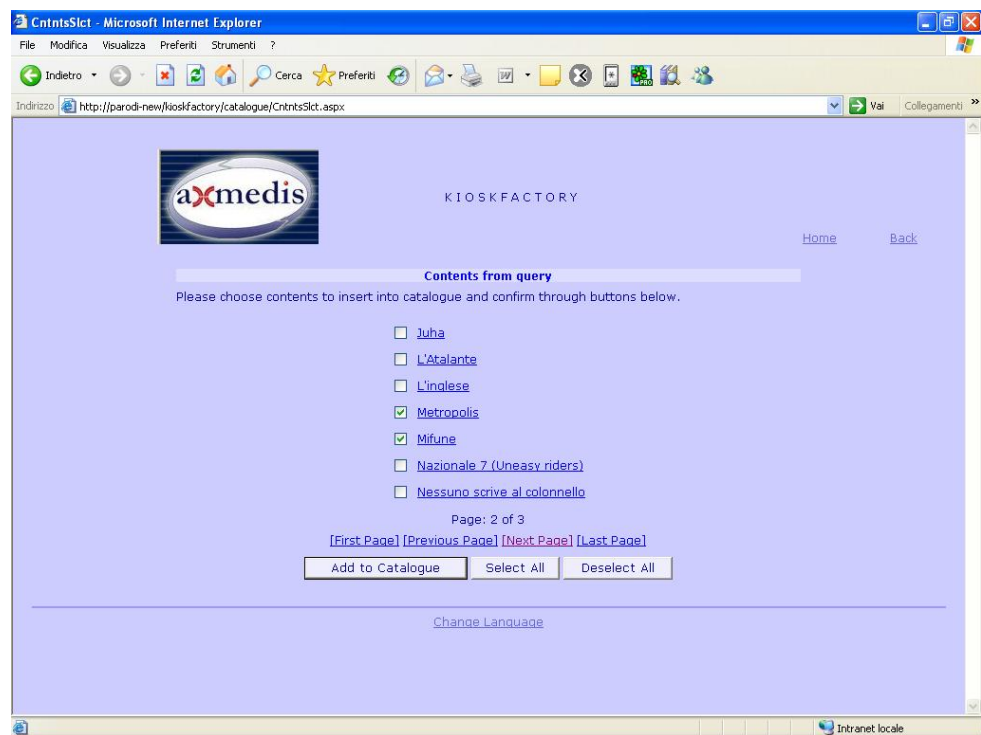 CntntsSlct - Microsoft Internet Explorer
File Modifica Visualizza Preferiti Strumenti ?
Indietro Cerca Preferiti
Indirizzo http://parodi-new/kioskfactory/catalogue/CntntsSlct.aspx Vai Collegamenti »
axmedis
KIOSKFACTORY
Home Back
Contents from query
Please choose contents to insert into catalogue and confirm through buttons below.
Juha
L'Atalante
L'inglese
Metropolis
Mifune
Nazionale 7 (Uneasy riders)
Nessuno scrive al colonnello
Page: 2 of 3
[First Page] [Previous Page] [Next Page] [Last Page]
Add to Catalogue Select All Deselect All
Change Language
Intranet locale